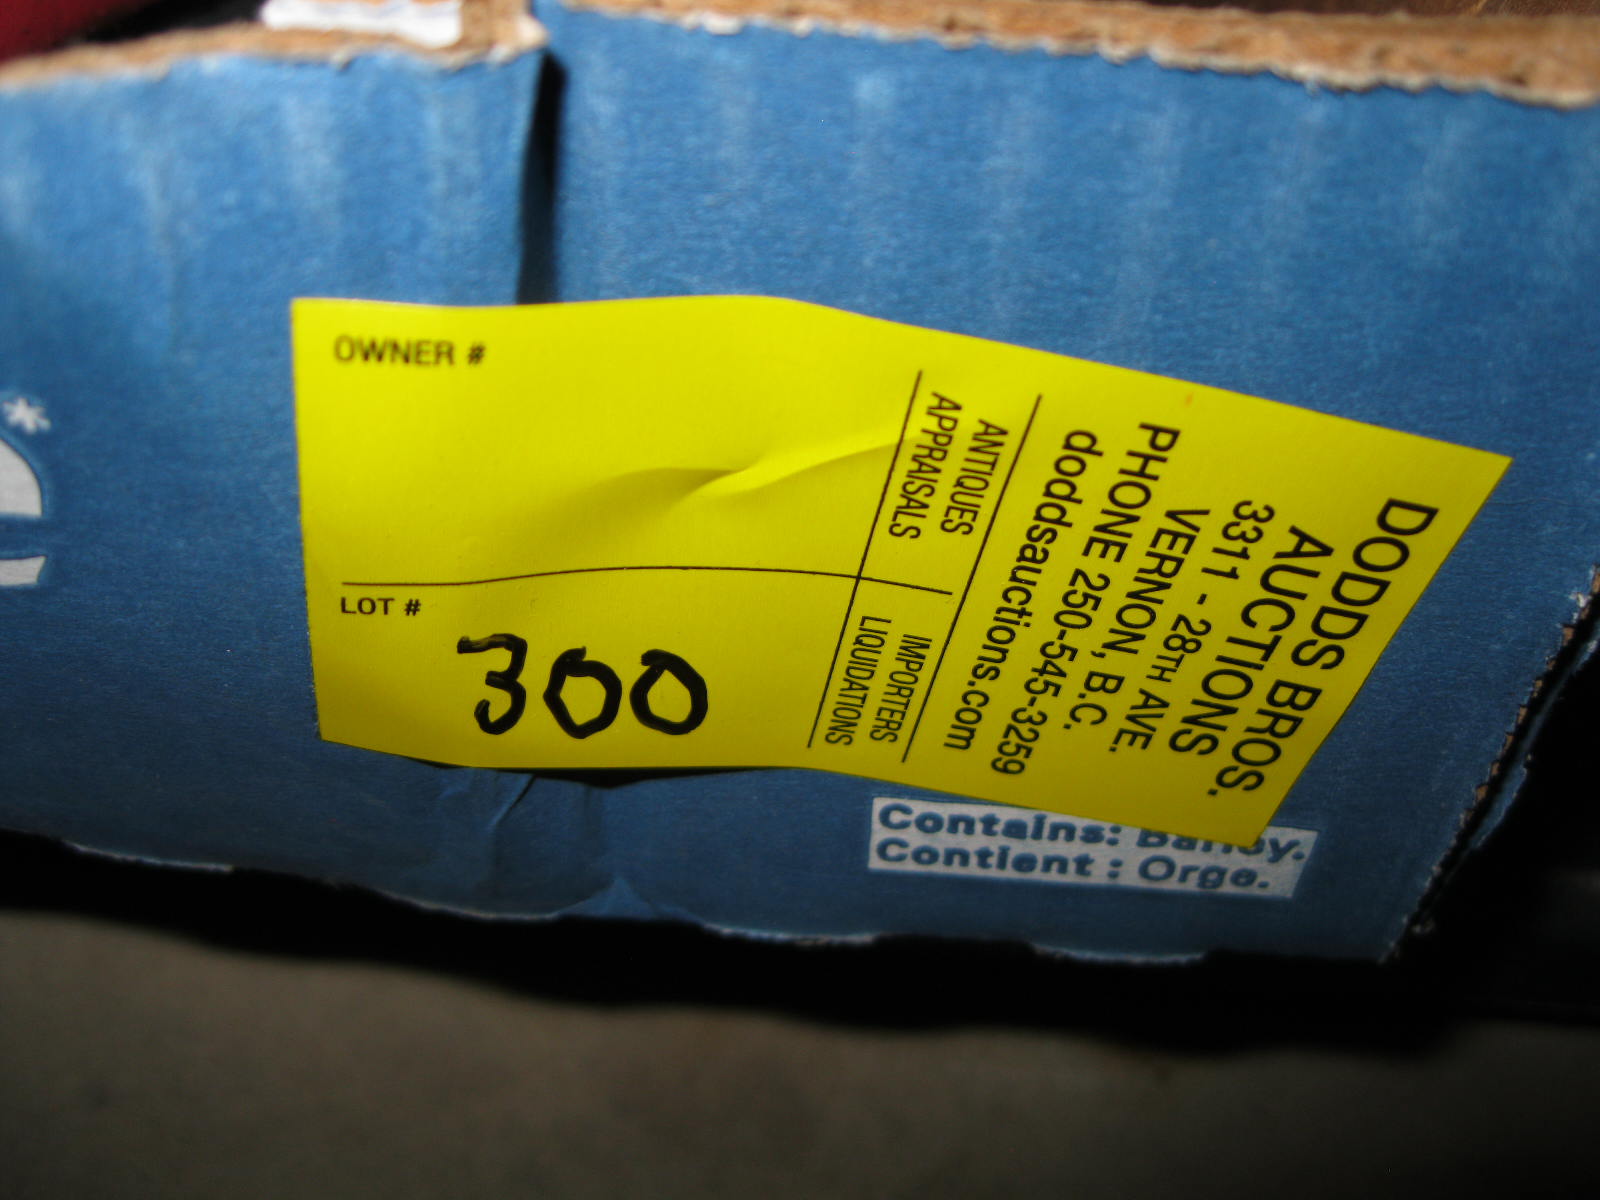 OWNER #
LOT #
300
DODDS BROS.
AUCTIONS
3311 - 28TH AVE.
VERNON, B.C.
PHONE 250-545-3259
doddsauctions.com
ANTIQUES
APPRAISALS
IMPORTERS
LIQUIDATIONS
Contains: Barley.
Contient : Orge.